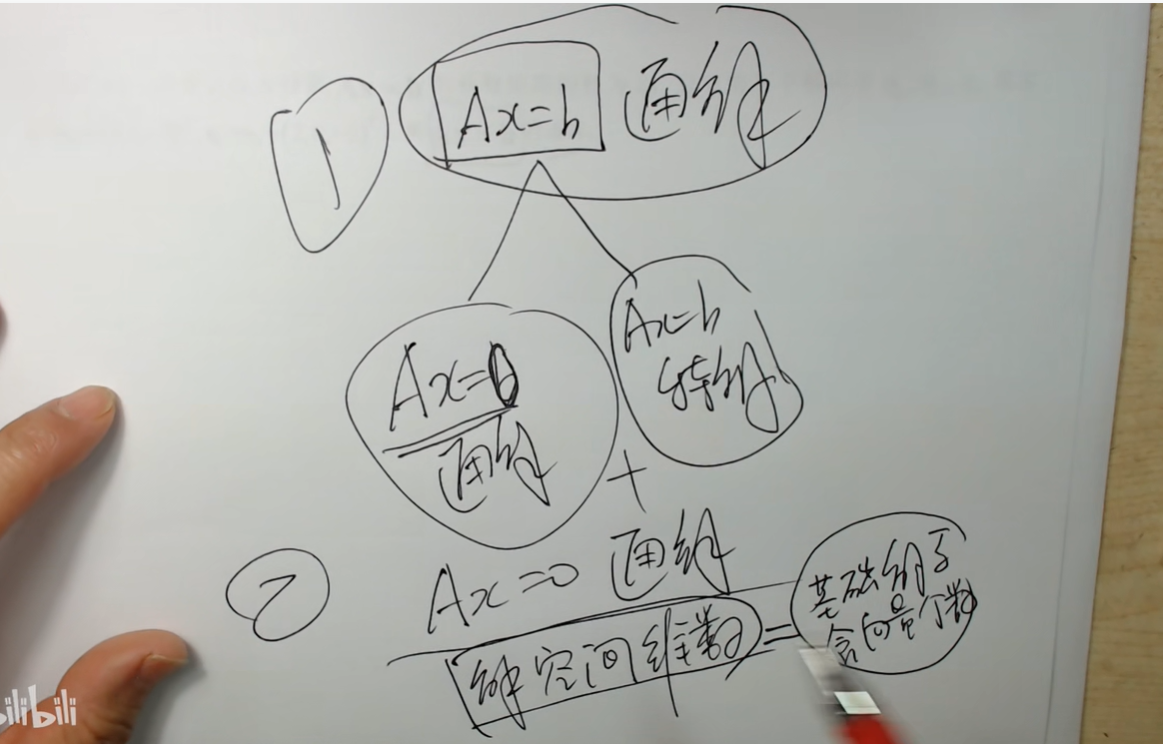 ① Ax=b 通解
Ax=0
通解
+
Ax=b
特解
② Ax=0 通解
解空间维数 = 基础解系
含向量个数
bilibili